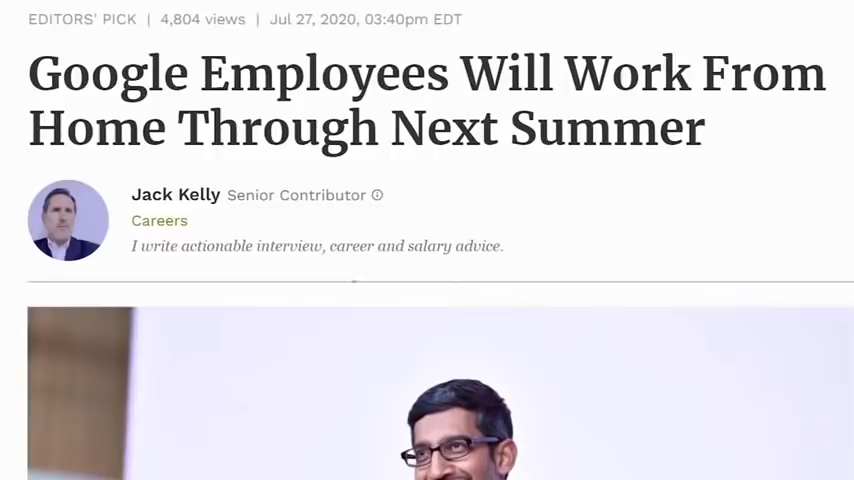 EDITORS' PICK | 4,804 views | Jul 27, 2020, 03:40pm EDT
Google Employees Will Work From
Home Through Next Summer
Jack Kelly Senior Contributor
Careers
I write actionable interview, career and salary advice.